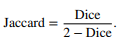 Jaccard = Dice / 2 − Dice .